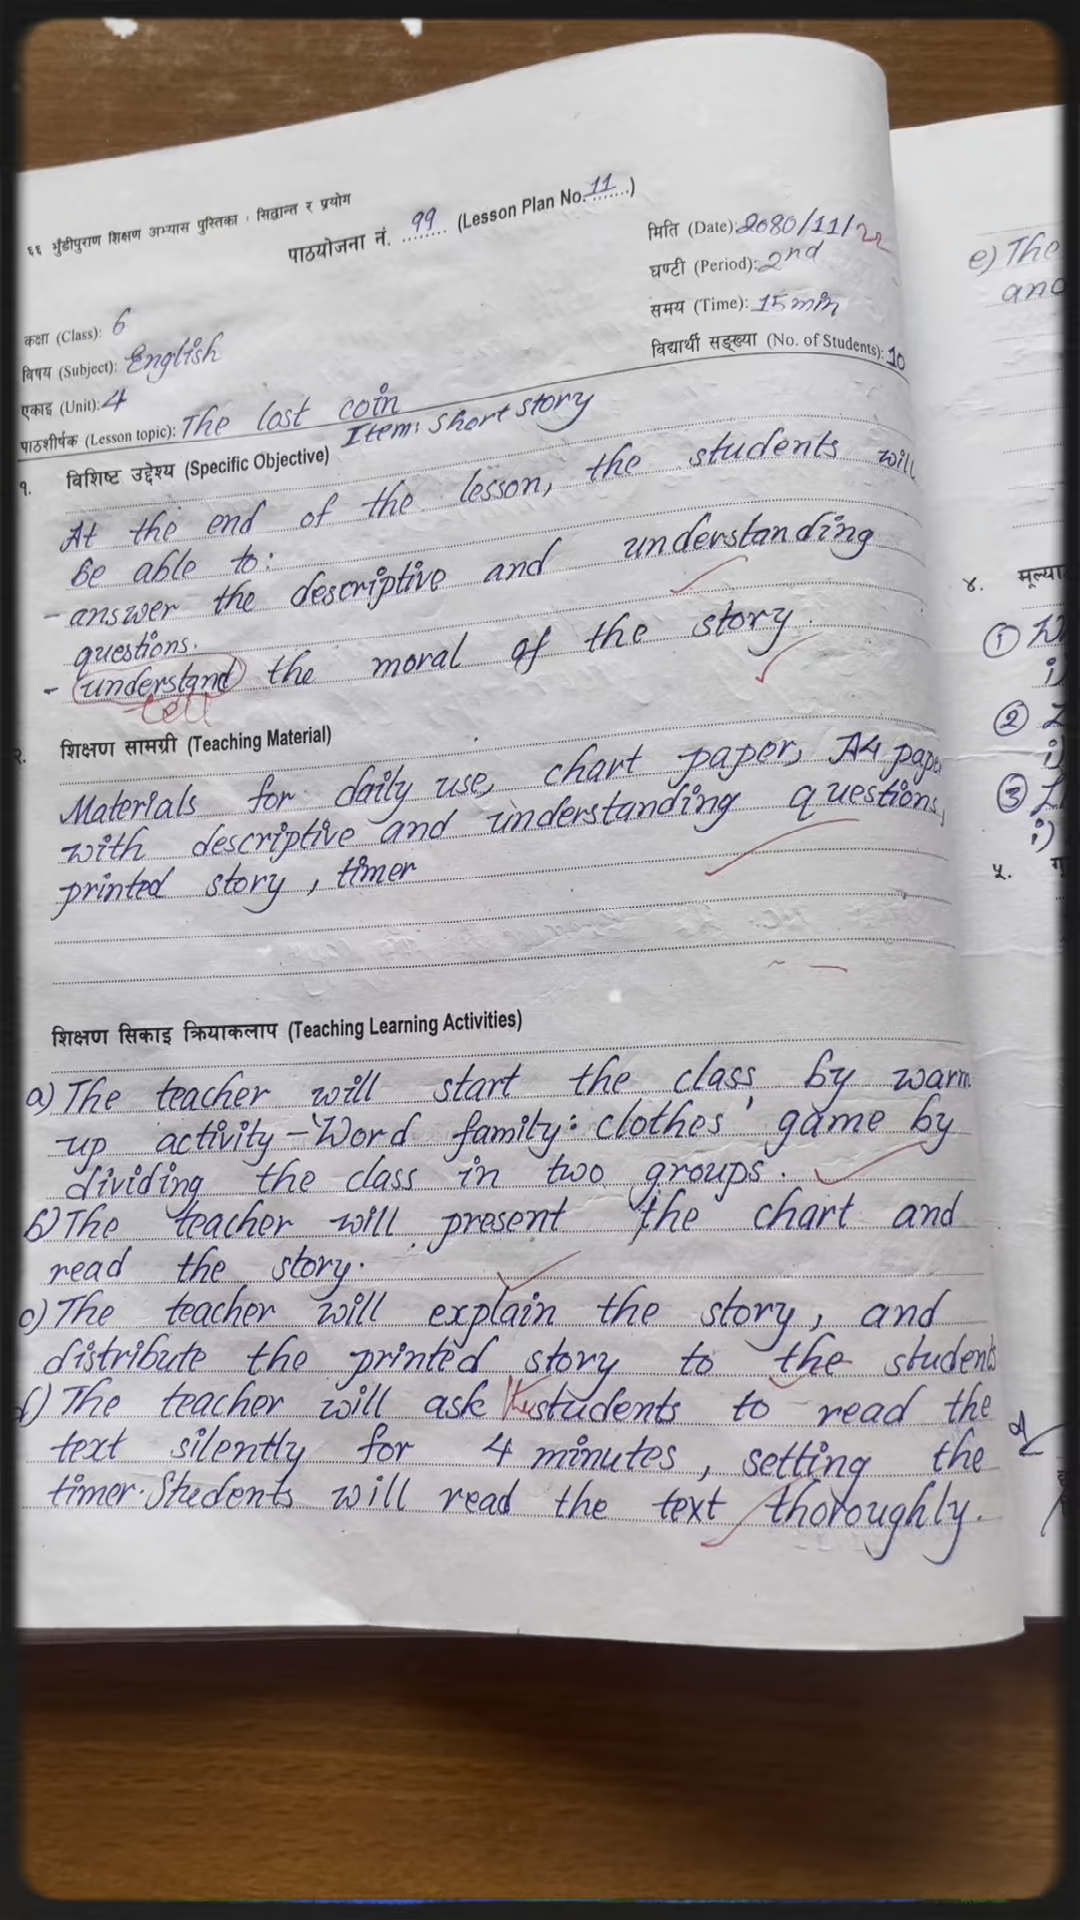 ६६ भुँडीपुराण शिक्षण अभ्यास पुस्तिका : सिद्धान्त र प्रयोग
पाठयोजना नं. ११ (Lesson Plan No. 11)
मिति (Date): 2080/11/22
घण्टी (Period): 2nd
समय (Time): 15 min
विद्यार्थी सङ्ख्या (No. of Students): 10
कक्षा (Class): 6
विषय (Subject): English
एकाइ (Unit): 4
पाठशीर्षक (Lesson topic): The lost coin
Item: short story
१. विशिष्ट उद्देश्य (Specific Objective)
At the end of the lesson, the students will
be able to:
- answer the descriptive and understanding
questions.
- understand the moral of the story.
tell
२. शिक्षण सामग्री (Teaching Material)
Materials for daily use, chart paper, A4 paper
with descriptive and understanding questions,
printed story, timer
शिक्षण सिकाइ क्रियाकलाप (Teaching Learning Activities)
a) The teacher will start the class by warm
up activity - 'Word family: clothes' game by
dividing the class in two groups.
b) The teacher will present the chart and
read the story.
c) The teacher will explain the story, and
distribute the printed story to the students
d) The teacher will ask the students to read the
text silently for 4 minutes, setting the
timer. Students will read the text thoroughly.
e) The
४.
①
i)
②
③
i)
५.